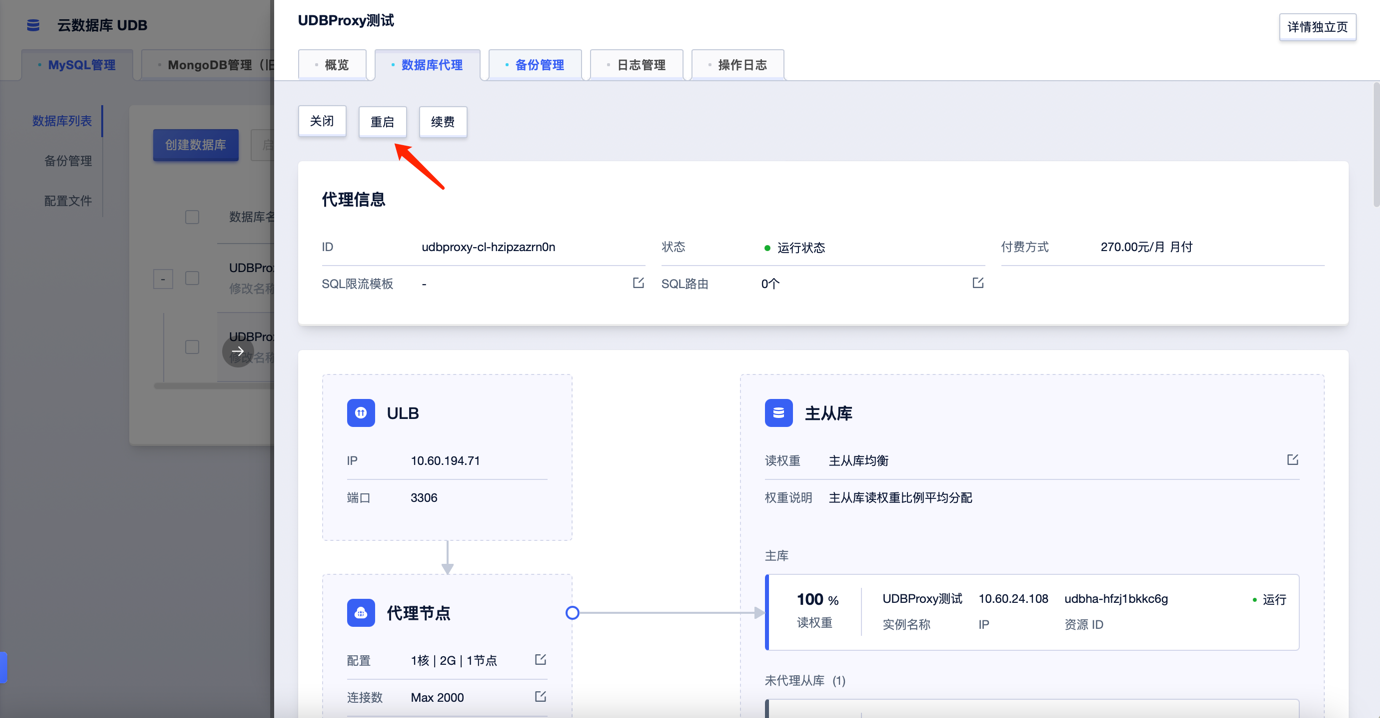 云数据库 UDB
MySQL管理
MongoDB管理（旧
数据库列表
备份管理
配置文件
创建数据库
数据库名
UDBPro
修改名称
UDBPro
修改名称
UDBProxy测试
详情独立页
概览
数据库代理
备份管理
日志管理
操作日志
关闭
重启
续费
代理信息
ID udbproxy-cl-hzipzazrn0n
状态 运行状态
付费方式 270.00元/月 月付
SQL限流模板 -
SQL路由 0个
ULB
IP 10.60.194.71
端口 3306
代理节点
配置 1核 | 2G | 1节点
连接数 Max 2000
主从库
读权重 主从库均衡
权重说明 主从库读权重比例平均分配
主库
100 % UDBProxy测试 10.60.24.108 udbha-hfzj1bkkc6g 运行
读权重 实例名称 IP 资源 ID
未代理从库 (1)